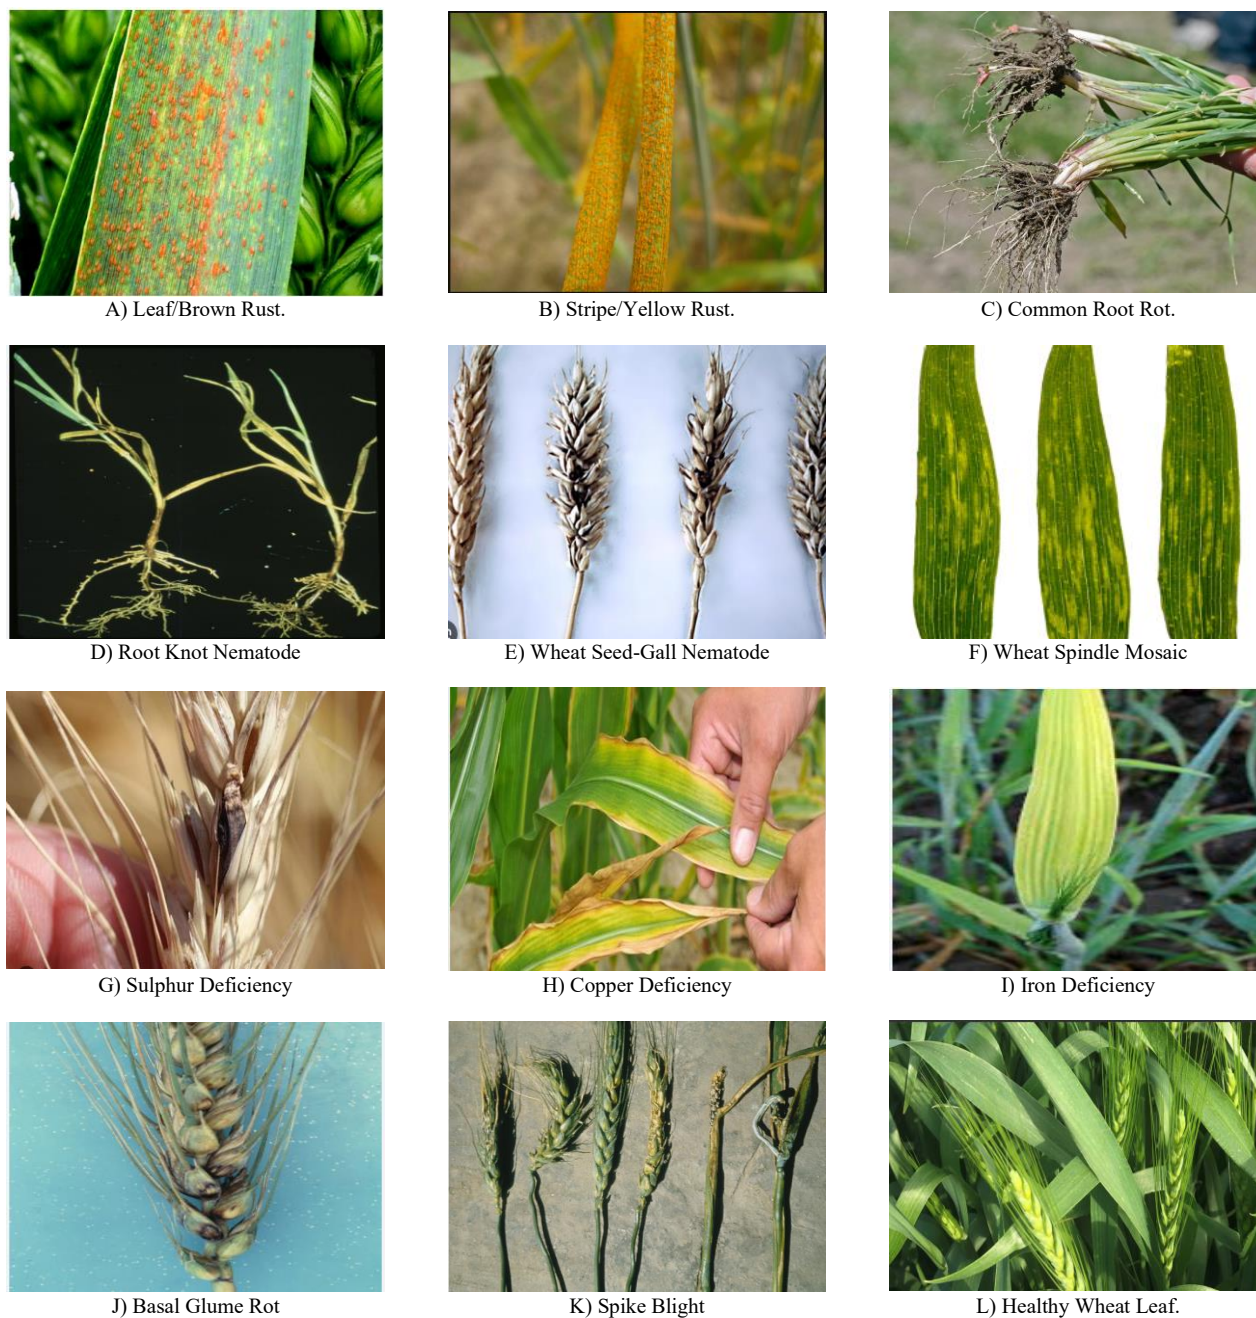 A) Leaf/Brown Rust.
B) Stripe/Yellow Rust.
C) Common Root Rot.
D) Root Knot Nematode
E) Wheat Seed-Gall Nematode
F) Wheat Spindle Mosaic
G) Sulphur Deficiency
H) Copper Deficiency
I) Iron Deficiency
J) Basal Glume Rot
K) Spike Blight
L) Healthy Wheat Leaf.